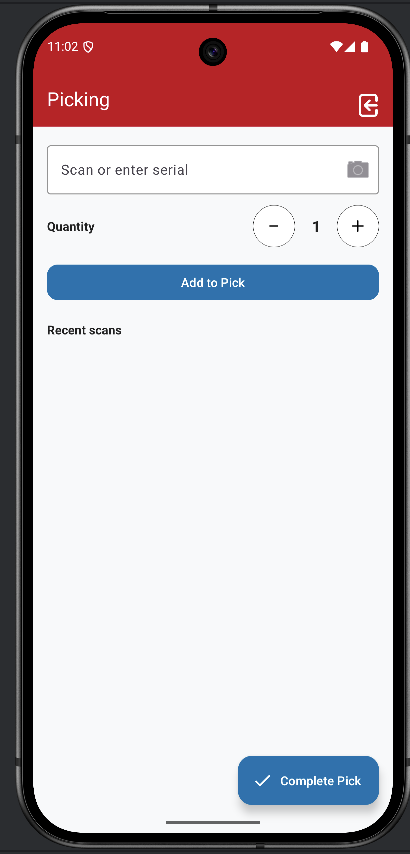 11:02
Picking
Scan or enter serial
Quantity
− 1 +
Add to Pick
Recent scans
Complete Pick